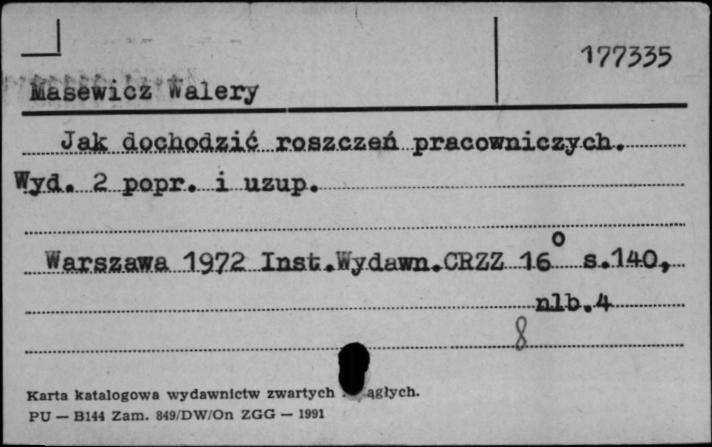 177335
Masewicz Walery
Jak dochodzić roszczeń pracowniczych.
Wyd. 2 popr. i uzup.
Warszawa 1972 Inst.Wydawn.CRZZ 16° s.140,
nlb.4
8
Karta katalogowa wydawnictw zwartych ągłych.
PU — B144 Zam. 849/DW/On ZGG — 1991